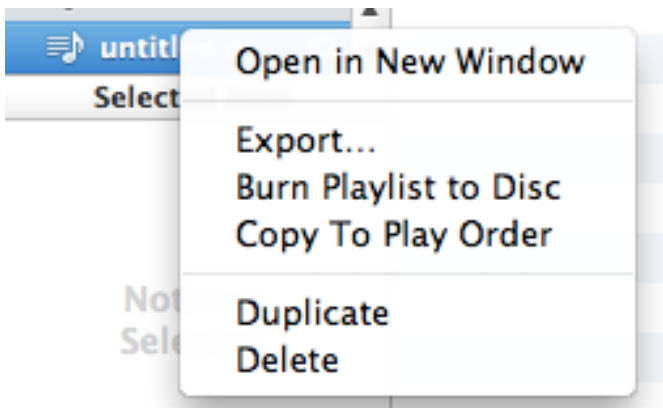 untitl
Open in New Window
Select
Export...
Burn Playlist to Disc
Copy To Play Order
Not
Sele
Duplicate
Delete